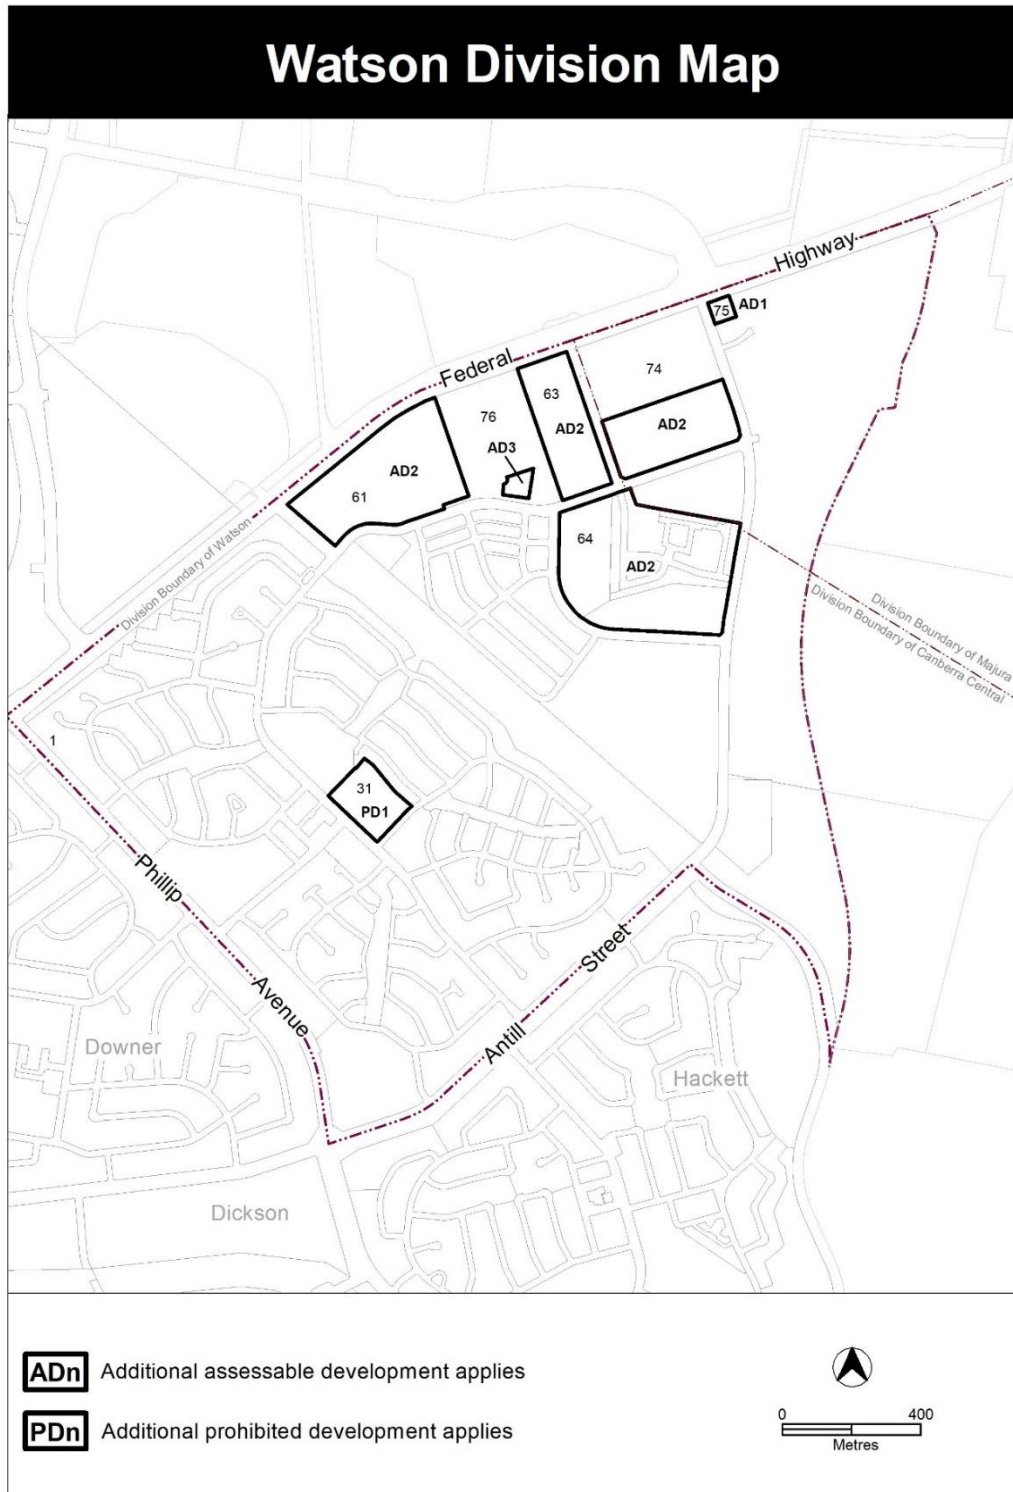 Watson Division Map
Highway
75 AD1
Federal
74
63
76
AD2
AD2
AD3
AD2
61
64
AD2
Division Boundary of Watson
Division Boundary of Majura
Division Boundary of Canberra Central
1
31
PD1
Phillip
Avenue
Street
Antill
Downer
Hackett
Dickson
ADn Additional assessable development applies
PDn Additional prohibited development applies
0 400
Metres